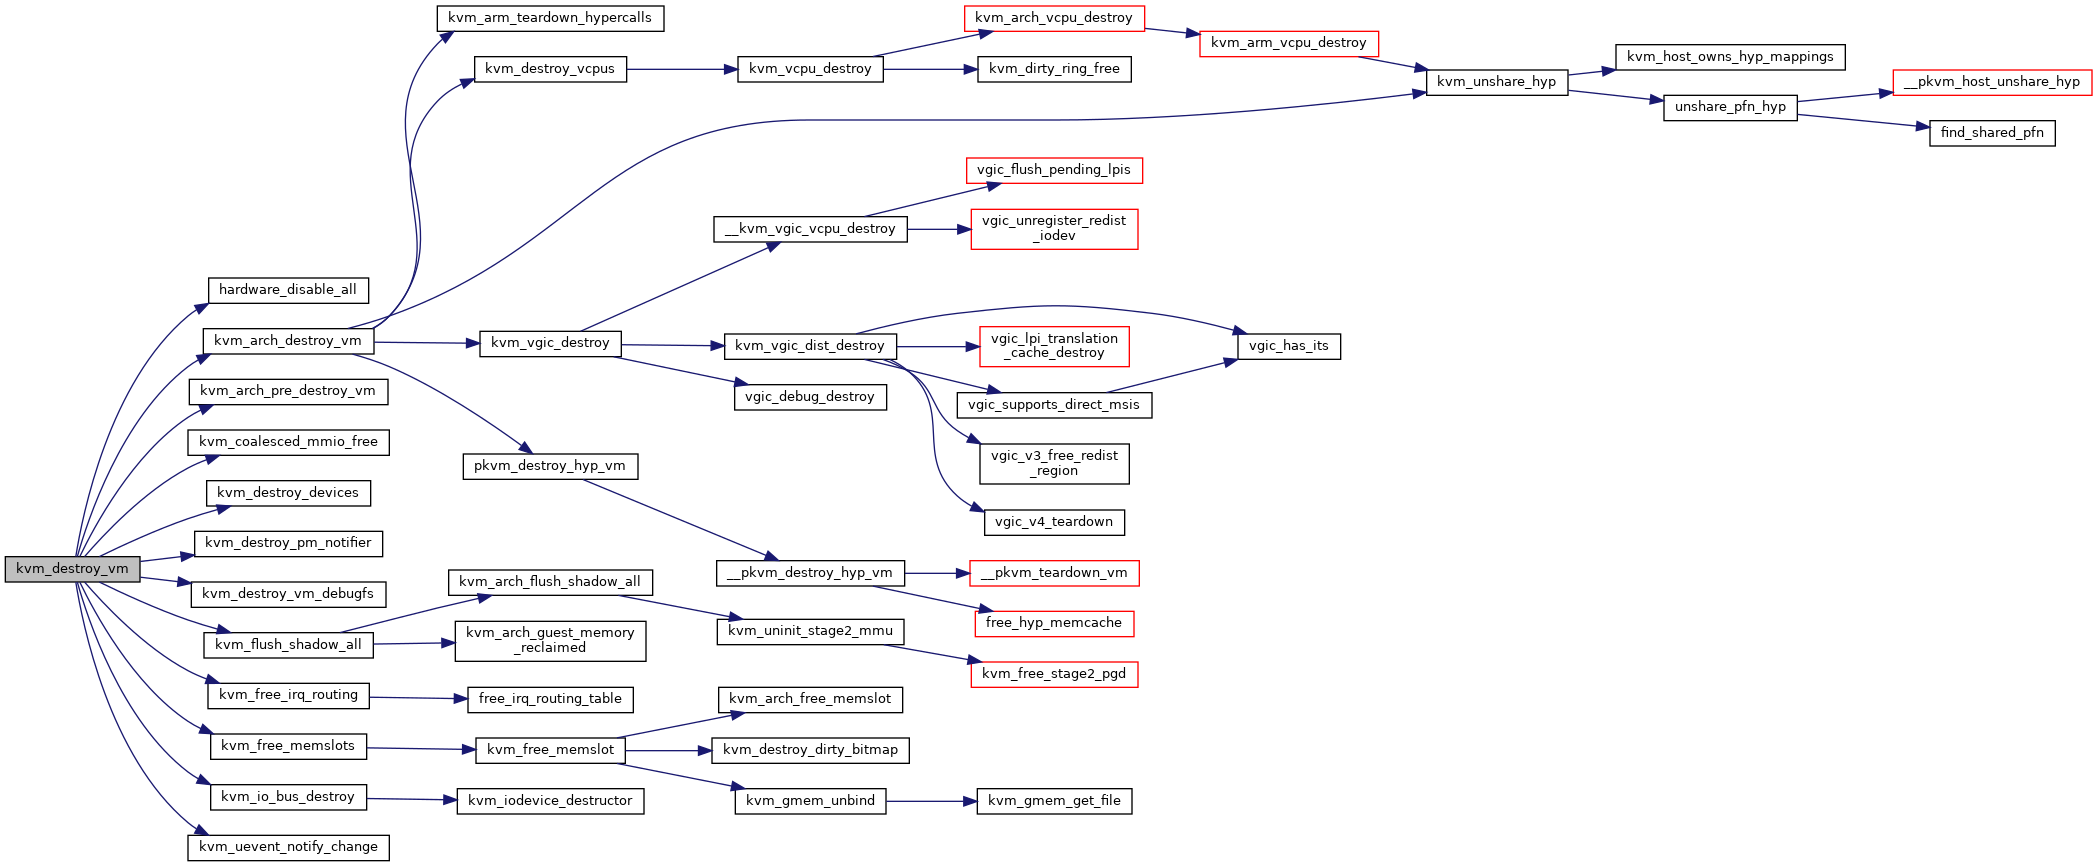 kvm_arm_teardown_hypercalls
kvm_arch_vcpu_destroy
kvm_arm_vcpu_destroy
kvm_host_owns_hyp_mappings
kvm_destroy_vcpus
kvm_vcpu_destroy
kvm_dirty_ring_free
kvm_unshare_hyp
__pkvm_host_unshare_hyp
unshare_pfn_hyp
find_shared_pfn
vgic_flush_pending_lpis
__kvm_vgic_vcpu_destroy
vgic_unregister_redist
_iodev
hardware_disable_all
kvm_arch_destroy_vm
kvm_vgic_destroy
kvm_vgic_dist_destroy
vgic_lpi_translation
_cache_destroy
vgic_has_its
kvm_arch_pre_destroy_vm
vgic_debug_destroy
vgic_supports_direct_msis
kvm_coalesced_mmio_free
pkvm_destroy_hyp_vm
vgic_v3_free_redist
_region
kvm_destroy_devices
vgic_v4_teardown
kvm_destroy_pm_notifier
kvm_destroy_vm
__pkvm_destroy_hyp_vm
__pkvm_teardown_vm
kvm_destroy_vm_debugfs
kvm_arch_flush_shadow_all
free_hyp_memcache
kvm_flush_shadow_all
kvm_arch_guest_memory
_reclaimed
kvm_uninit_stage2_mmu
kvm_free_stage2_pgd
kvm_free_irq_routing
free_irq_routing_table
kvm_arch_free_memslot
kvm_free_memslots
kvm_free_memslot
kvm_destroy_dirty_bitmap
kvm_io_bus_destroy
kvm_iodevice_destructor
kvm_gmem_unbind
kvm_gmem_get_file
kvm_uevent_notify_change